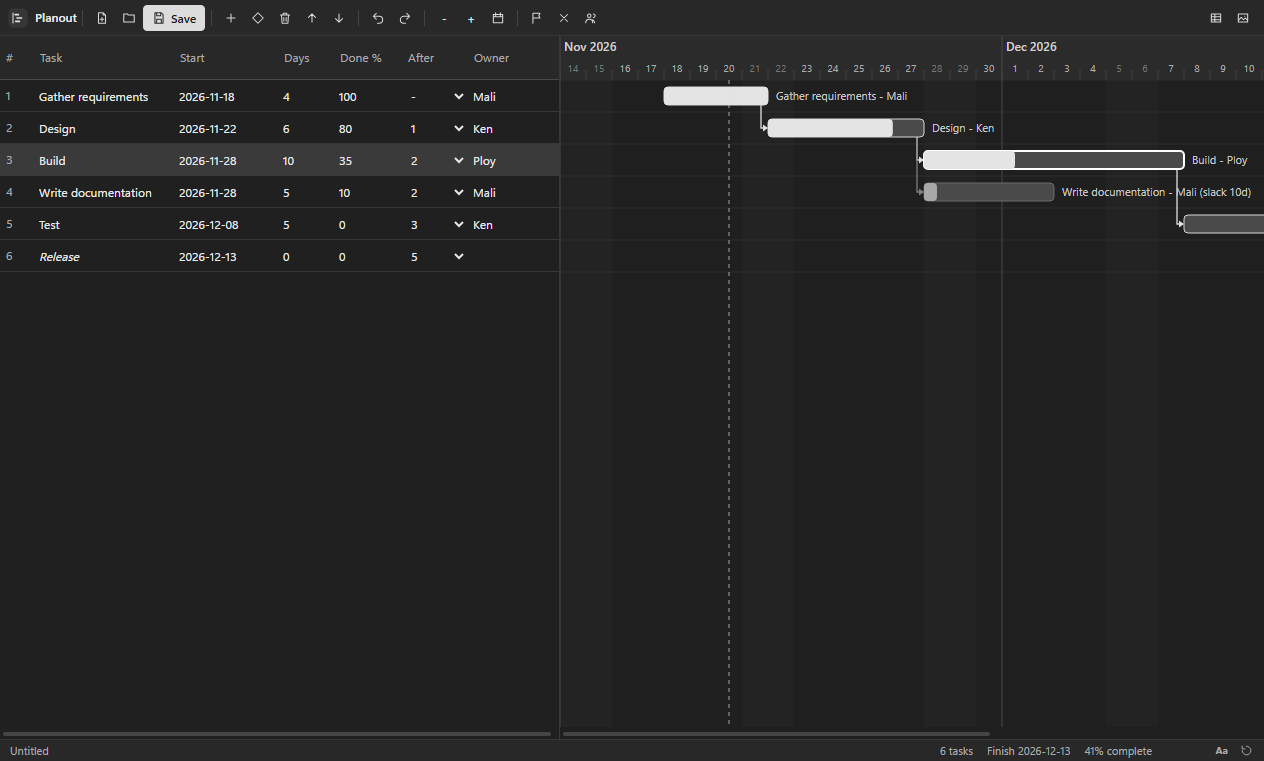 Planout Save - +
# Task Start Days Done % After Owner
1 Gather requirements 2026-11-18 4 100 - Mali
2 Design 2026-11-22 6 80 1 Ken
3 Build 2026-11-28 10 35 2 Ploy
4 Write documentation 2026-11-28 5 10 2 Mali
5 Test 2026-12-08 5 0 3 Ken
6 Release 2026-12-13 0 0 5
Nov 2026 Dec 2026
14 15 16 17 18 19 20 21 22 23 24 25 26 27 28 29 30 1 2 3 4 5 6 7 8 9 10
Gather requirements - Mali
Design - Ken
Build - Ploy
Write documentation - Mali (slack 10d)
Untitled 6 tasks Finish 2026-12-13 41% complete Aa